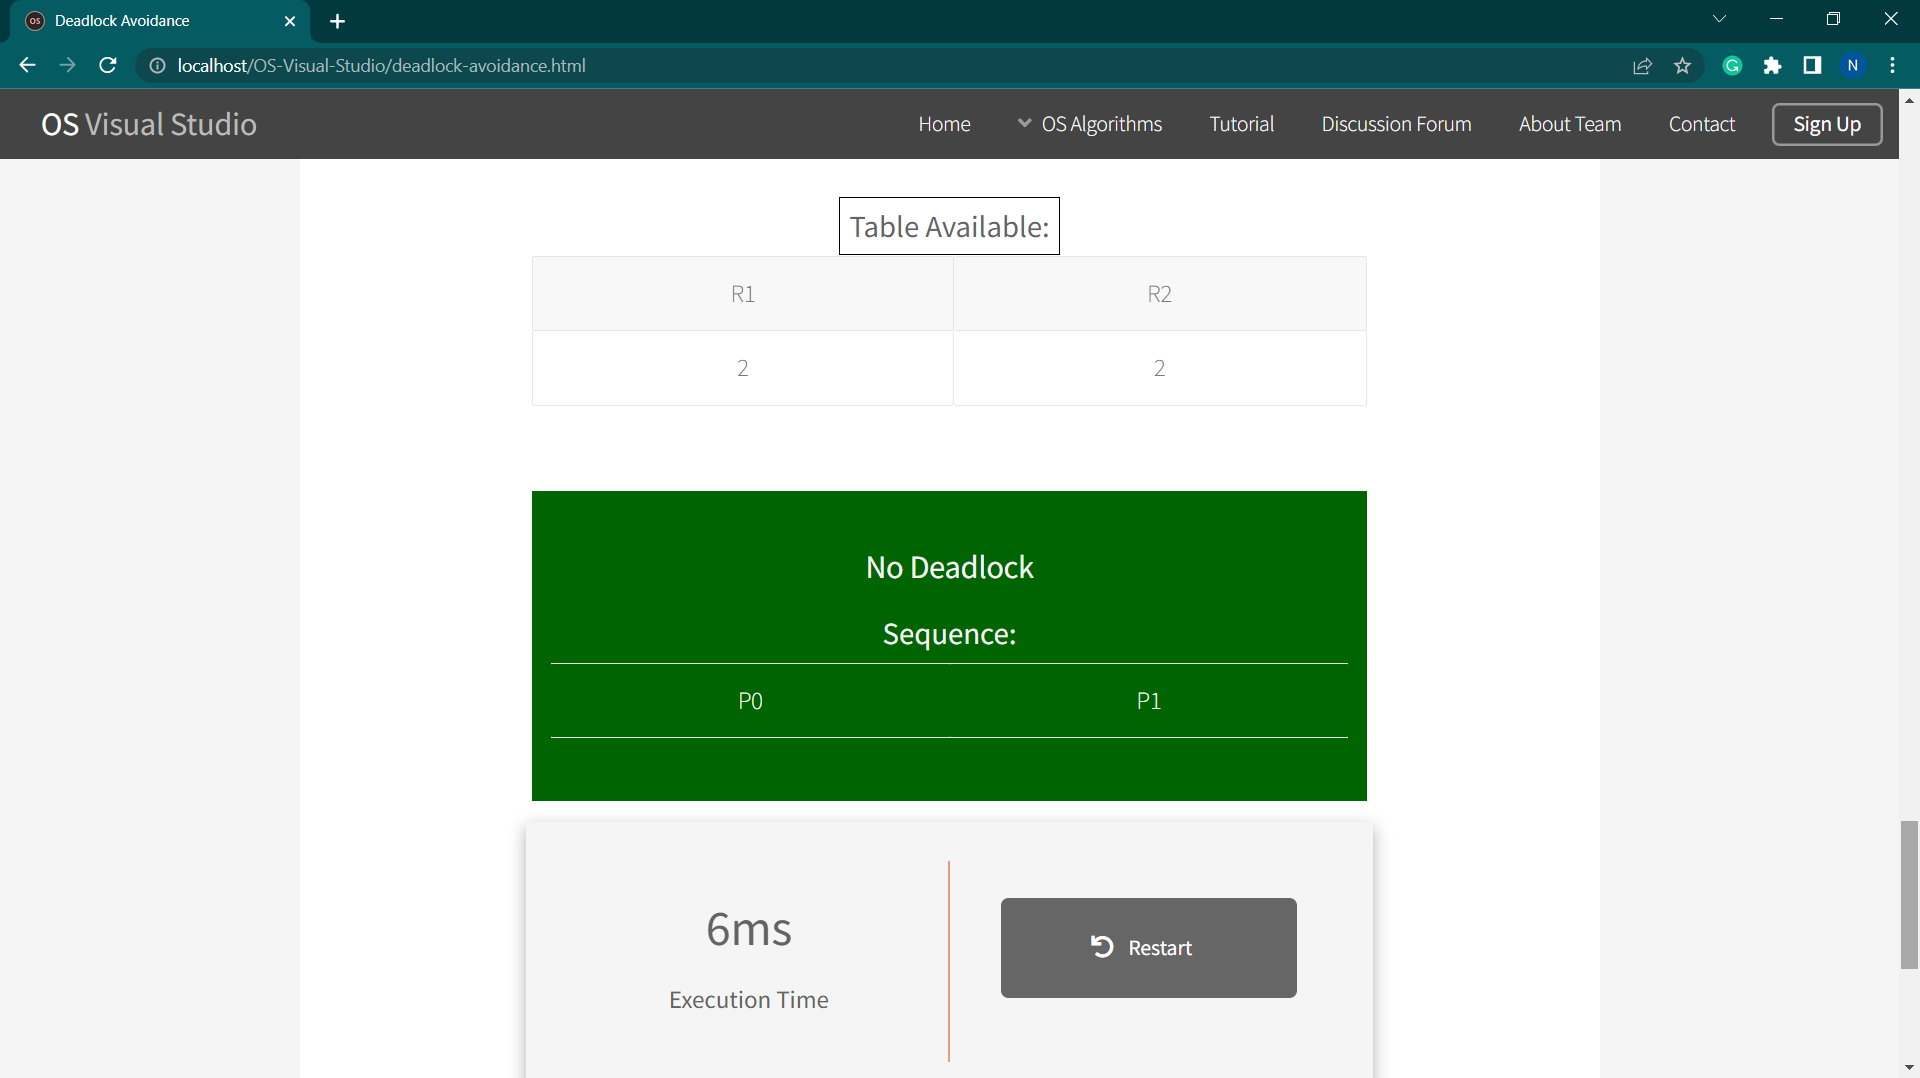 Deadlock Avoidance
localhost/OS-Visual-Studio/deadlock-avoidance.html
N
OS Visual Studio
Home
OS Algorithms
Tutorial
Discussion Forum
About Team
Contact
Sign Up
Table Available:
R1 R2
2 2
No Deadlock
Sequence:
P0 P1
6ms
Execution Time
Restart